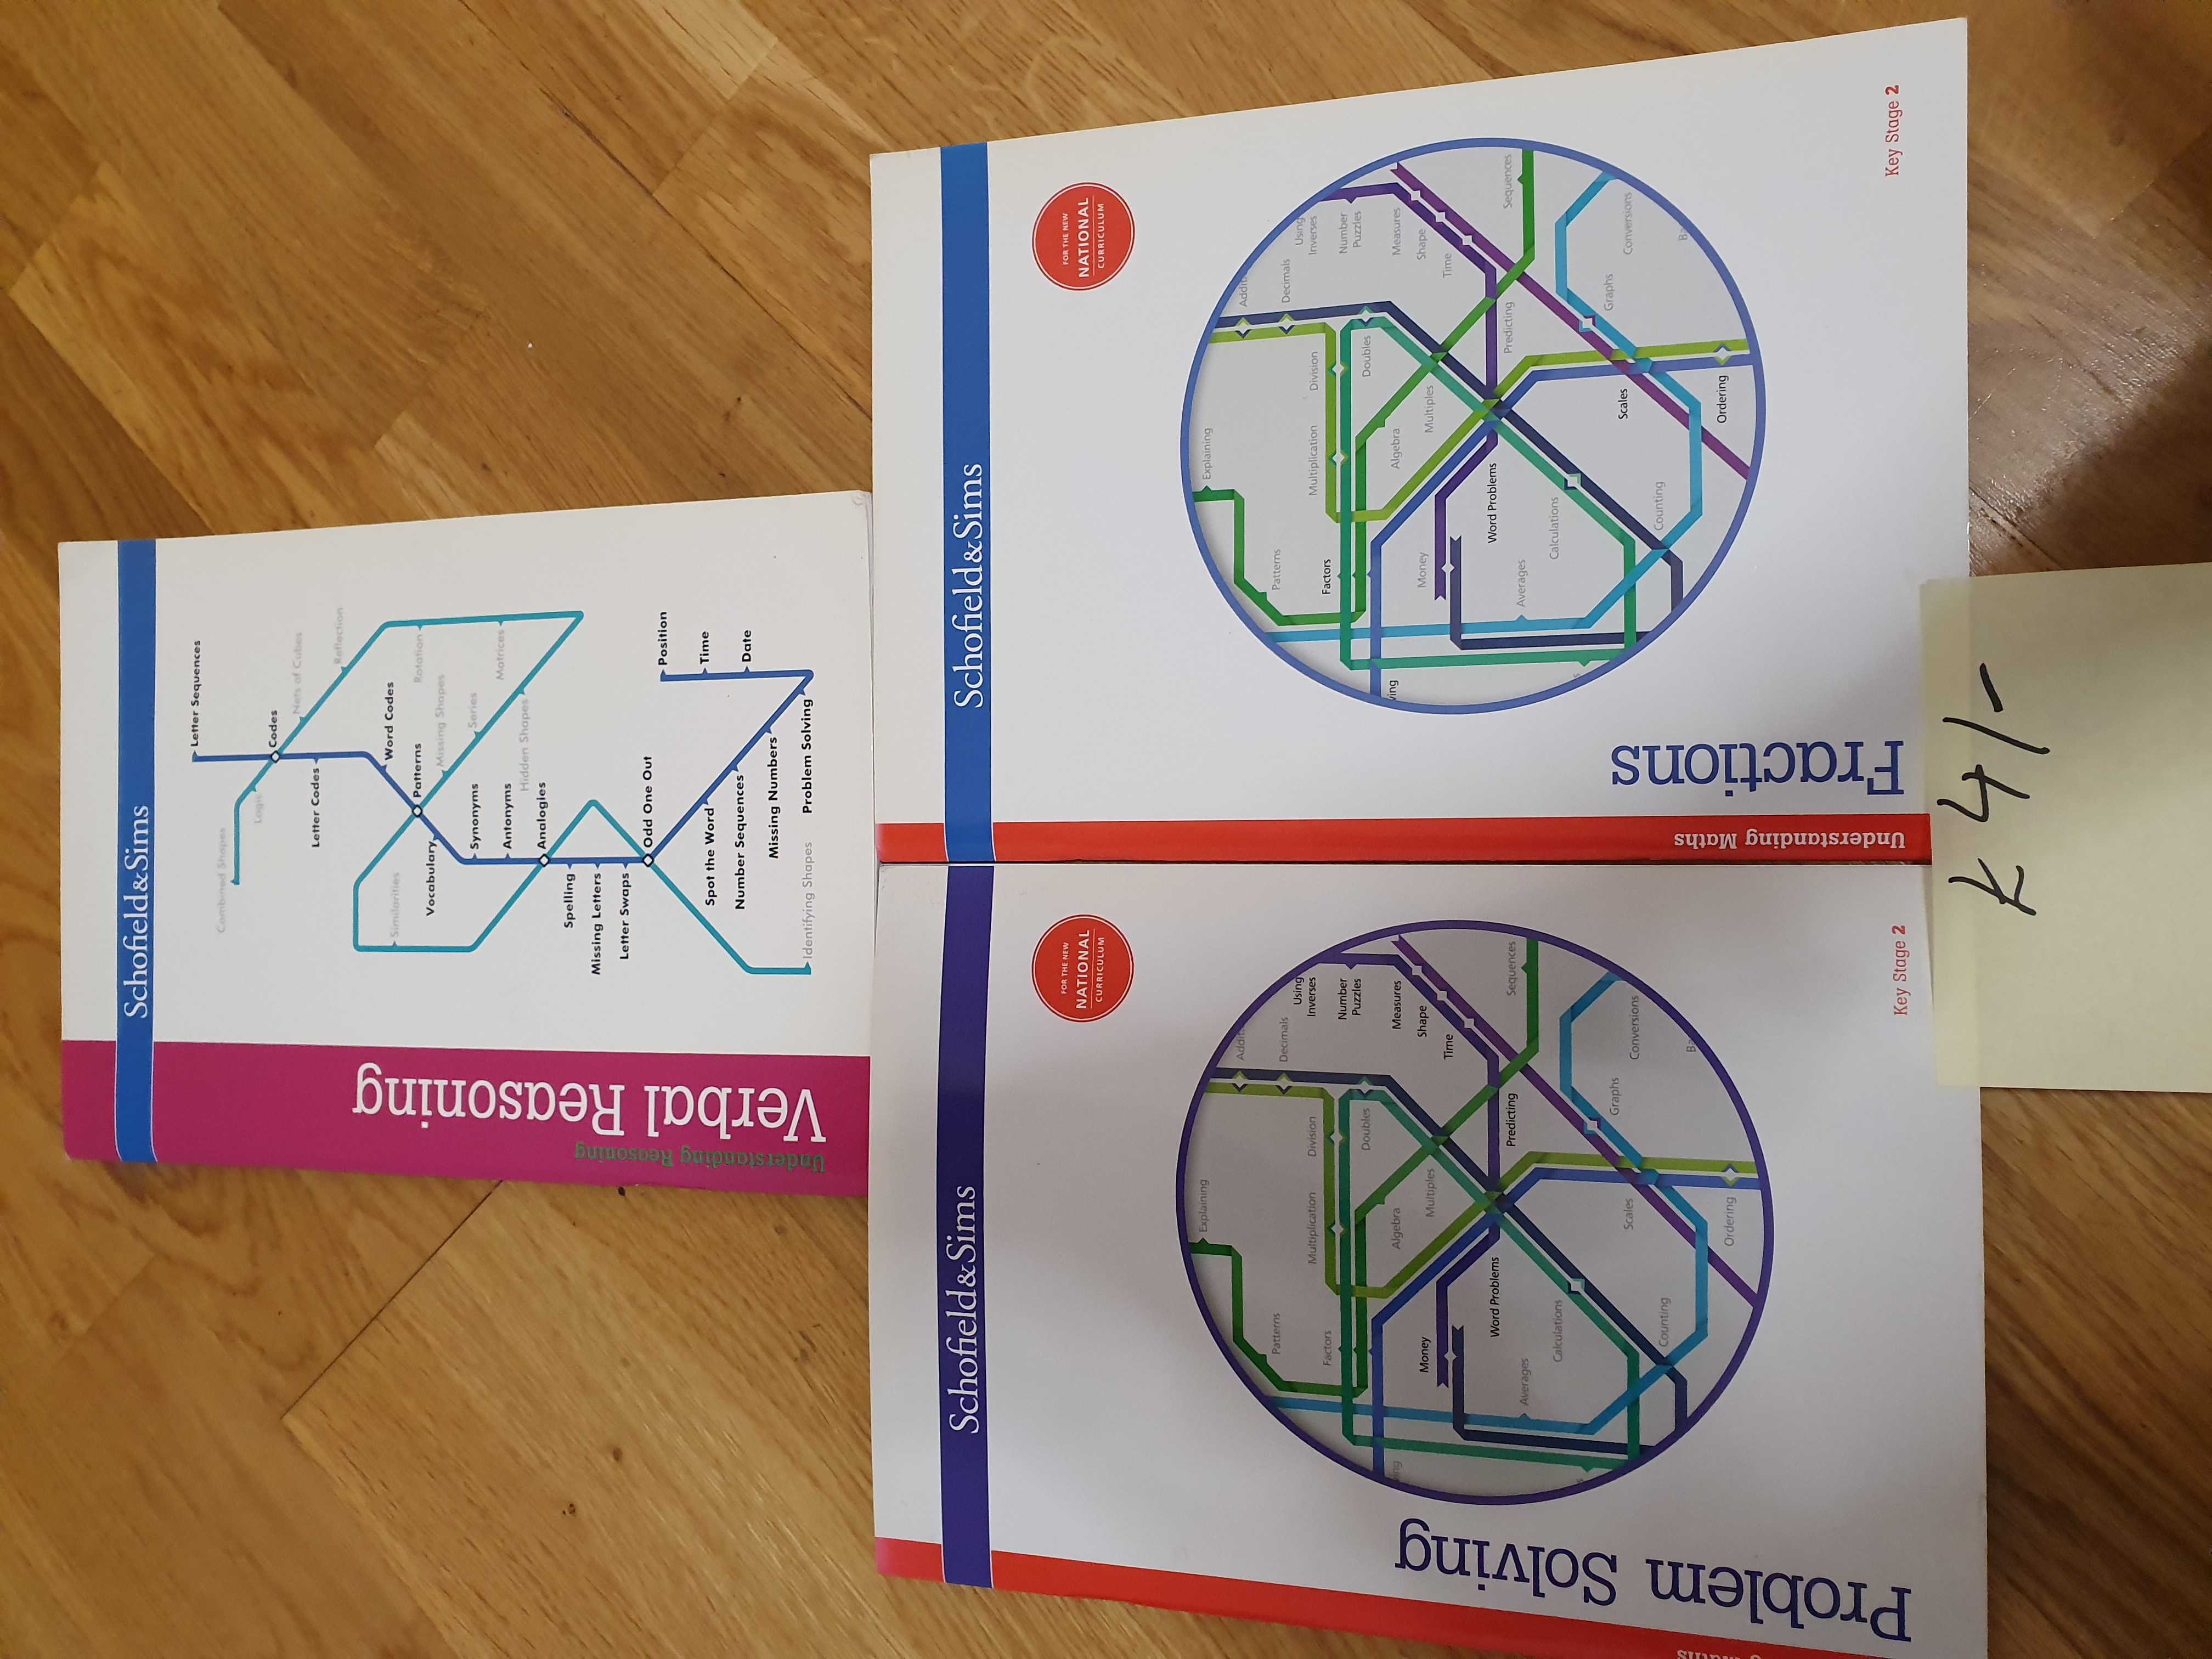 Schofield&Sims
Understanding Reasoning
Verbal Reasoning
Letter Sequences
Combined Shapes
Logic
Codes
Nets of Cubes
Letter Codes
Reflection
Word Codes
Similarities
Patterns
Rotation
Vocabulary
Missing Shapes
Synonyms
Series
Matrices
Antonyms
Hidden Shapes
Analogies
Spelling
Missing Letters
Letter Swaps
Odd One Out
Position
Spot the Word
Time
Number Sequences
Date
Missing Numbers
Identifying Shapes
Problem Solving
Schofield&Sims
Problem Solving
FOR THE NEW
NATIONAL
CURRICULUM
Explaining
Decimals
Patterns
Using
Inverses
Multiplication
Division
Factors
Number
Puzzles
Doubles
Algebra
Measures
Money
Multiples
Shape
Time
Word Problems
Predicting
Sequences
Averages
Calculations
Graphs
Scales
Conversions
Counting
Ordering
Key Stage 2
Schofield&Sims
Understanding Maths
Fractions
FOR THE NEW
NATIONAL
CURRICULUM
Explaining
Patterns
Decimals
Using
Inverses
Multiplication
Division
Factors
Number
Puzzles
Doubles
ving
Algebra
Measures
Money
Multiples
Shape
Time
Word Problems
Predicting
Sequences
Averages
Calculations
Graphs
Scales
Conversions
Counting
Ordering
Key Stage 2
£4/-